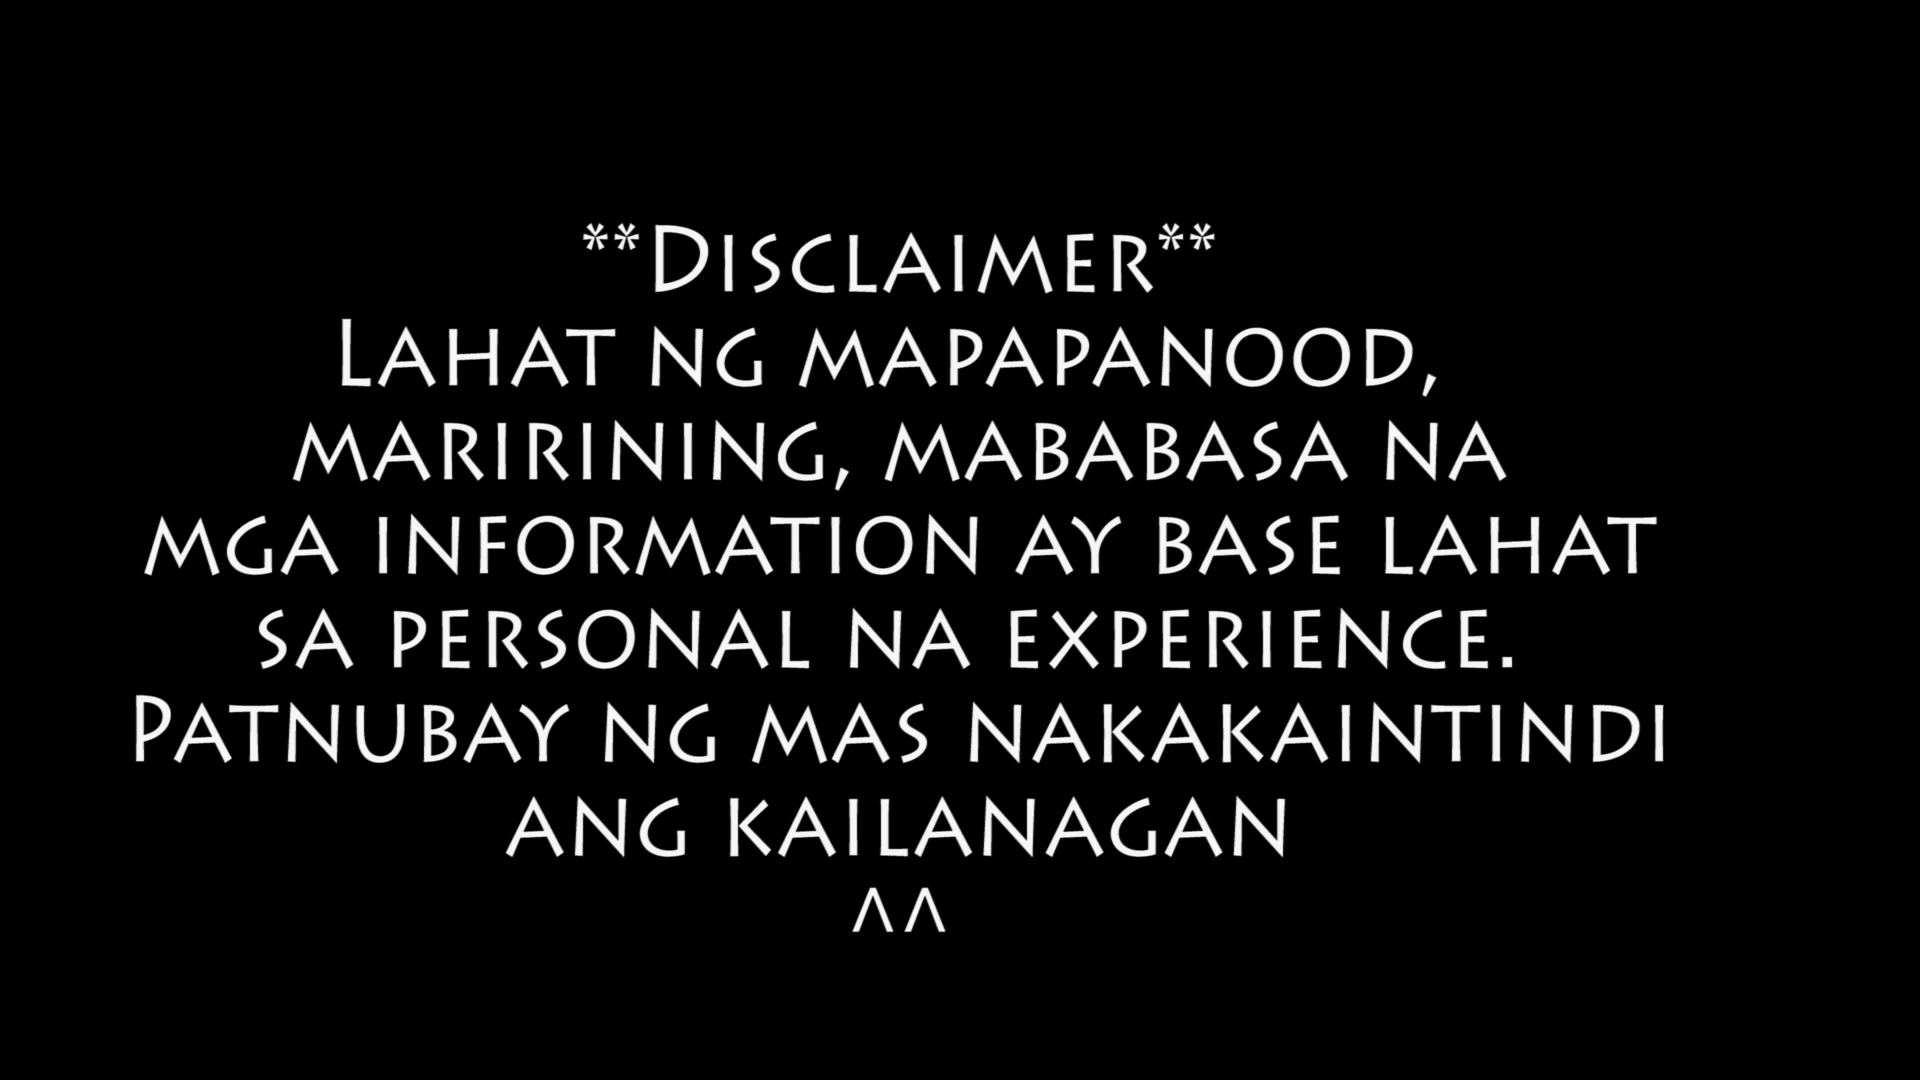 **Disclaimer**
Lahat ng mapapanood,
maririning, mababasa na
mga information ay base lahat
sa personal na experience.
Patnubay ng mas nakakaintindi
ang kailanagan
^^